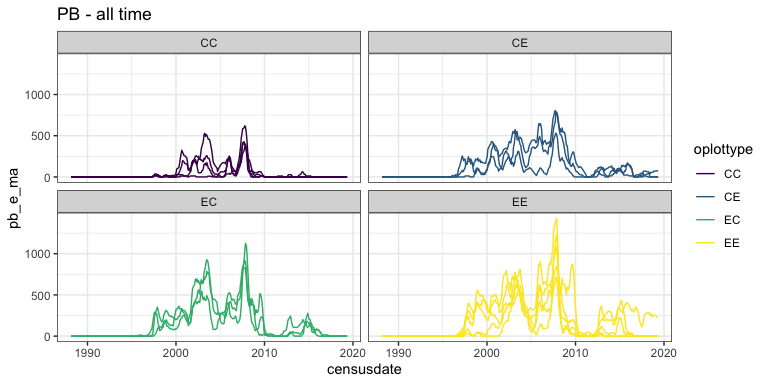 PB - all time
CC
CE
1000
500
0
EC
EE
1000
500
0
pb_e_ma
1990
2000
2010
2020
1990
2000
2010
2020
censusdate
oplottype
CC
CE
EC
EE